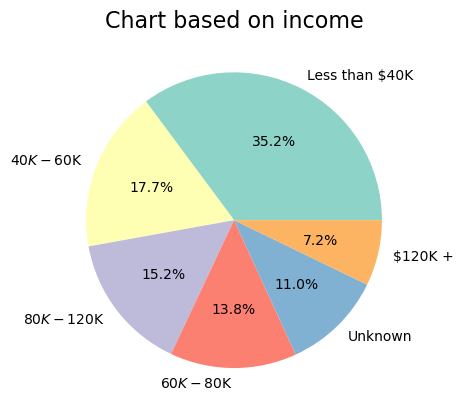 Chart based on income
Less than $40K
35.2%
40K − 60K
17.7%
80K − 120K
15.2%
60K − 80K
13.8%
Unknown
11.0%
$120K +
7.2%